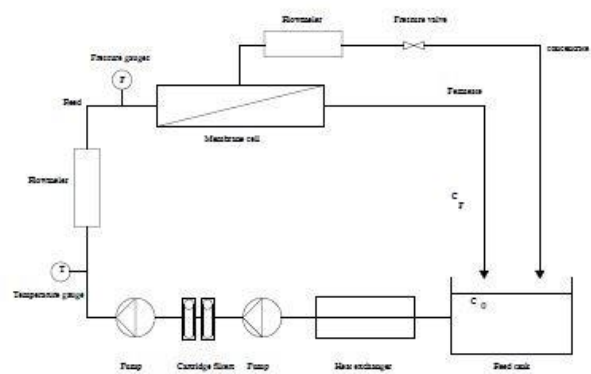 Flowmeter
Pressure valve
concentrate
Pressure gauges
P
Feed
Permeate
Membrane cell
Flowmeter
C P
T
Temperature gauge
C 0
Pump
Cartridge filters
Pump
Heat exchanger
Feed tank